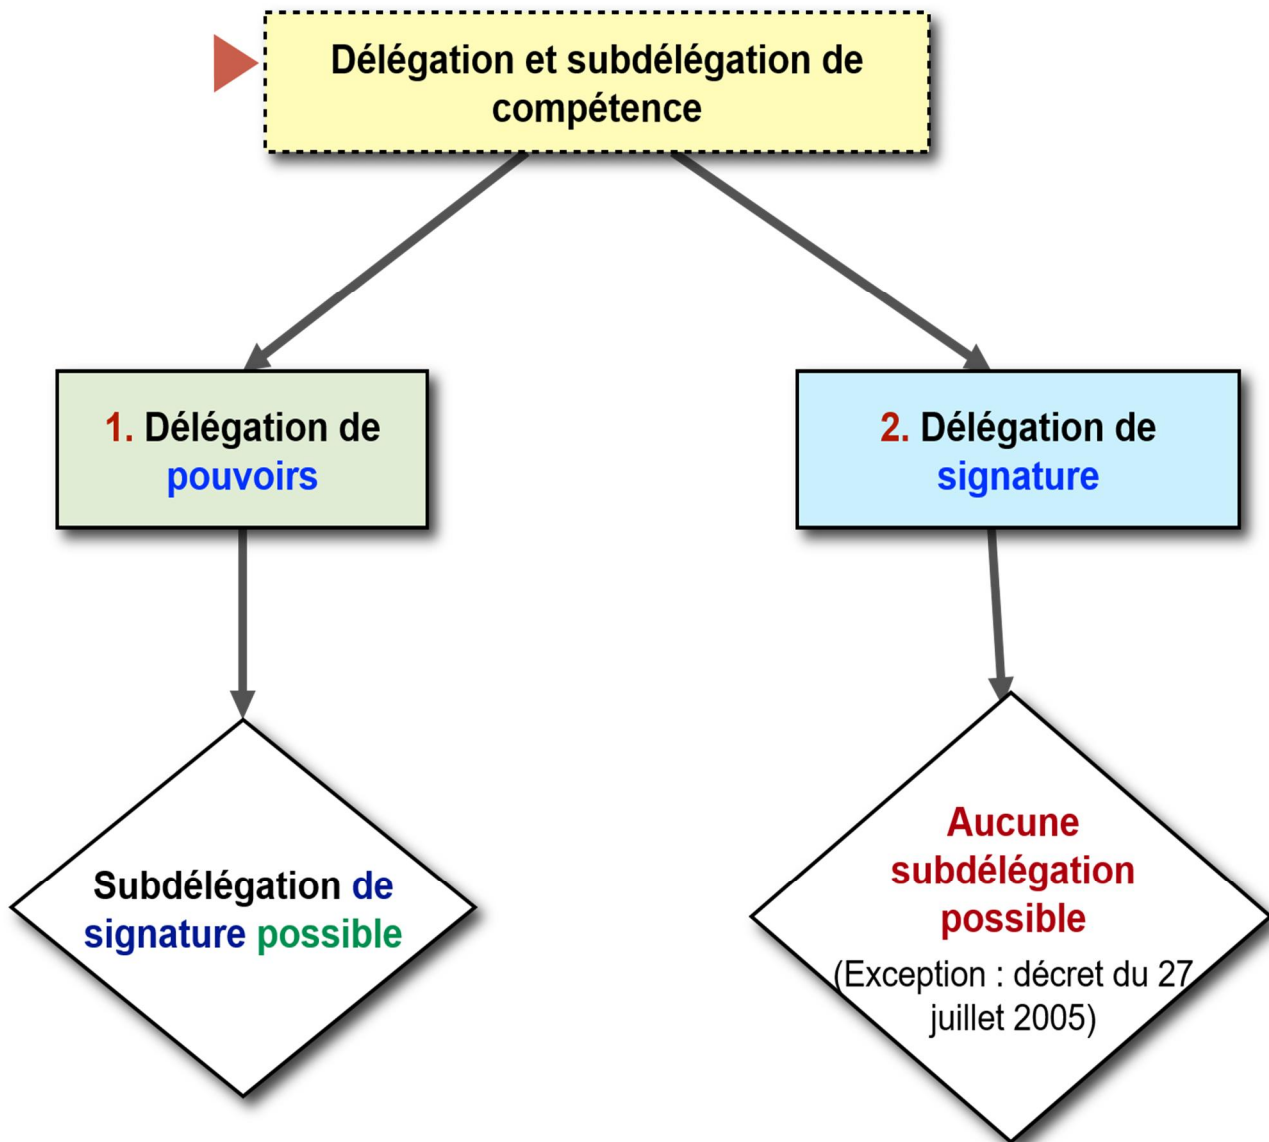 Délégation et subdélégation de
compétence
1. Délégation de
pouvoirs
2. Délégation de
signature
Subdélégation de
signature possible
Aucune
subdélégation
possible
(Exception : décret du 27
juillet 2005)